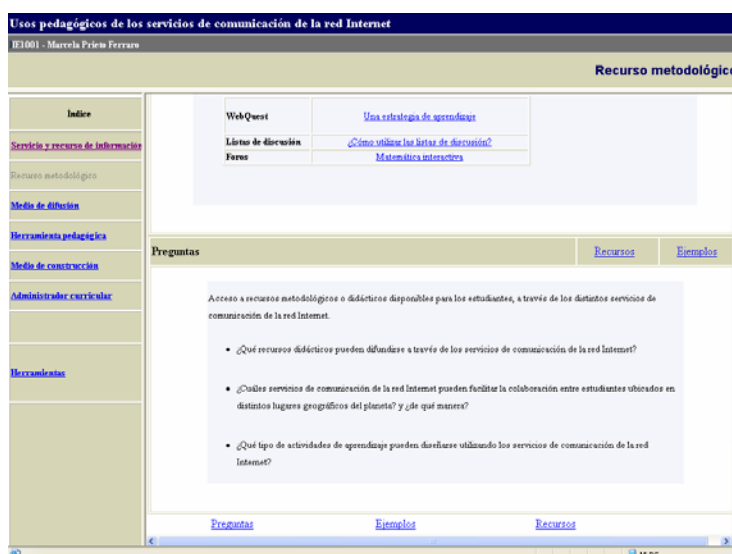 Usos pedagógicos de los servicios de comunicación de la red Internet
IE1001 - Marcela Prieto Ferraro
Recurso metodológico
Índice
Servicio y recurso de información
Recurso metodológico
Medio de difusión
Herramienta pedagógica
Medio de construcción
Administrador curricular
Herramientas
WebQuest Una estrategia de aprendizaje
Listas de discusión ¿Cómo utilizar las listas de discusión?
Foros Matemática interactiva
Preguntas Recursos Ejemplos
Acceso a recursos metodológicos o didácticos disponibles para los estudiantes, a través de los distintos servicios de
comunicación de la red Internet.
• ¿Qué recursos didácticos pueden difundirse a través de los servicios de comunicación de la red Internet?
• ¿Cuáles servicios de comunicación de la red Internet pueden facilitar la colaboración entre estudiantes ubicados en
distintos lugares geográficos del planeta? y ¿de qué manera?
• ¿Qué tipo de actividades de aprendizaje pueden diseñarse utilizando los servicios de comunicación de la red
Internet?
Preguntas Ejemplos Recursos